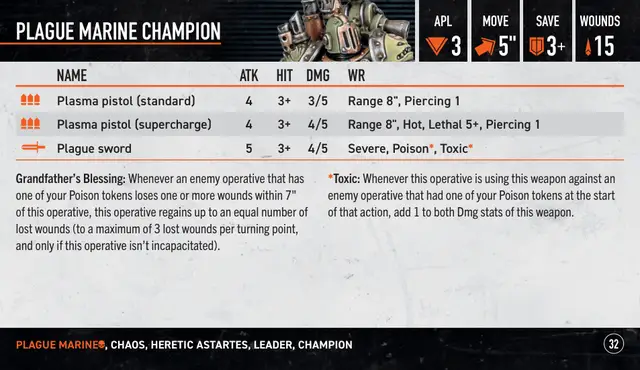 PLAGUE MARINE CHAMPION
APL MOVE SAVE WOUNDS
3 5" 3+ 15
NAME ATK HIT DMG WR
Plasma pistol (standard) 4 3+ 3/5 Range 8", Piercing 1
Plasma pistol (supercharge) 4 3+ 4/5 Range 8", Hot, Lethal 5+, Piercing 1
Plague sword 5 3+ 4/5 Severe, Poison*, Toxic*
Grandfather's Blessing: Whenever an enemy operative that has
one of your Poison tokens loses one or more wounds within 7"
of this operative, this operative regains up to an equal number of
lost wounds (to a maximum of 3 lost wounds per turning point,
and only if this operative isn't incapacitated).
*Toxic: Whenever this operative is using this weapon against an
enemy operative that had one of your Poison tokens at the start
of that action, add 1 to both Dmg stats of this weapon.
PLAGUE MARINE, CHAOS, HERETIC ASTARTES, LEADER, CHAMPION
32